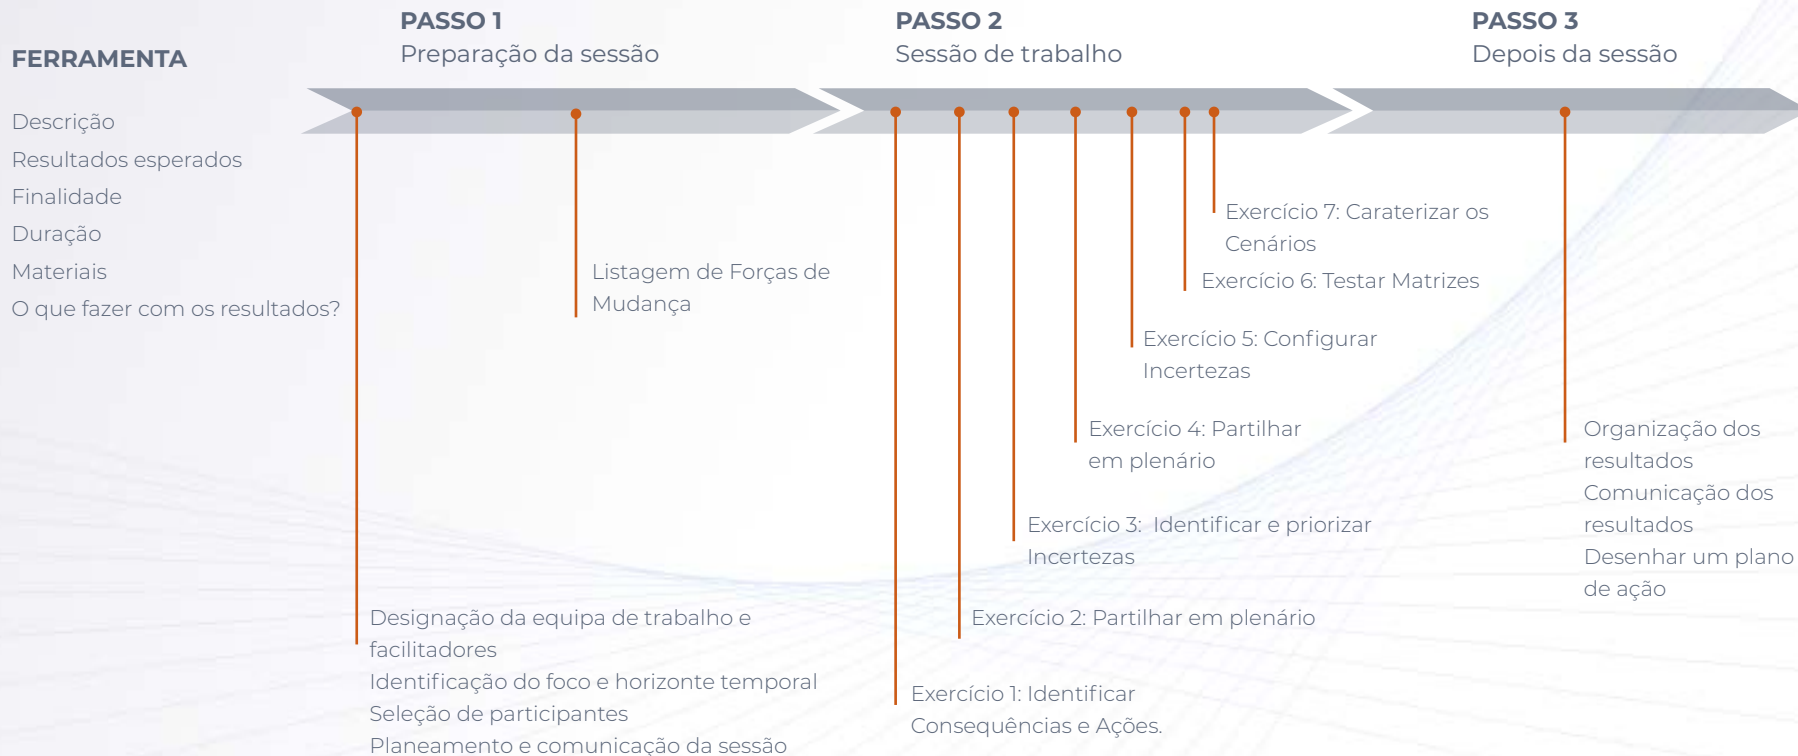 FERRAMENTA
Descrição
Resultados esperados
Finalidade
Duração
Materiais
O que fazer com os resultados?
PASSO 1
Preparação da sessão
Designação da equipa de trabalho e
facilitadores
Identificação do foco e horizonte temporal
Seleção de participantes
Planeamento e comunicação da sessão
Listagem de Forças de
Mudança
PASSO 2
Sessão de trabalho
Exercício 1: Identificar
Consequências e Ações.
Exercício 2: Partilhar em plenário
Exercício 3:  Identificar e priorizar
Incertezas
Exercício 4: Partilhar
em plenário
Exercício 5: Configurar
Incertezas
Exercício 6: Testar Matrizes
Exercício 7: Caraterizar os
Cenários
PASSO 3
Depois da sessão
Organização dos
resultados
Comunicação dos
resultados
Desenhar um plano
de ação